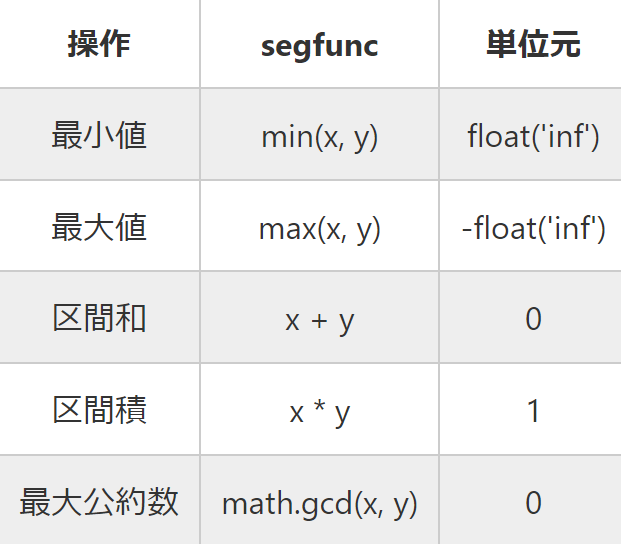 操作 segfunc 単位元
最小値 min(x, y) float('inf')
最大値 max(x, y) -float('inf')
区間和 x + y 0
区間積 x * y 1
最大公約数 math.gcd(x, y) 0